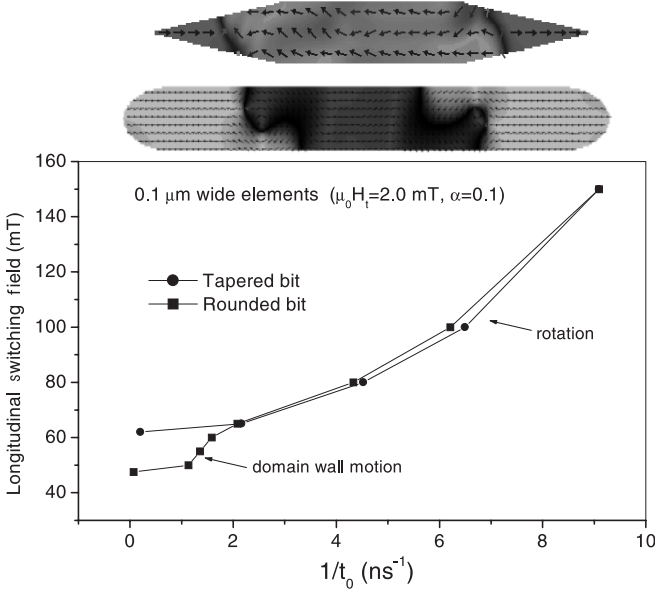 160
140
120
100
80
60
40
Longitudinal switching field (mT)
0.1 μm wide elements (μ₀Hₜ=2.0 mT, α=0.1)
Tapered bit
Rounded bit
rotation
domain wall motion
0 2 4 6 8 10
1/t₀ (ns⁻¹)